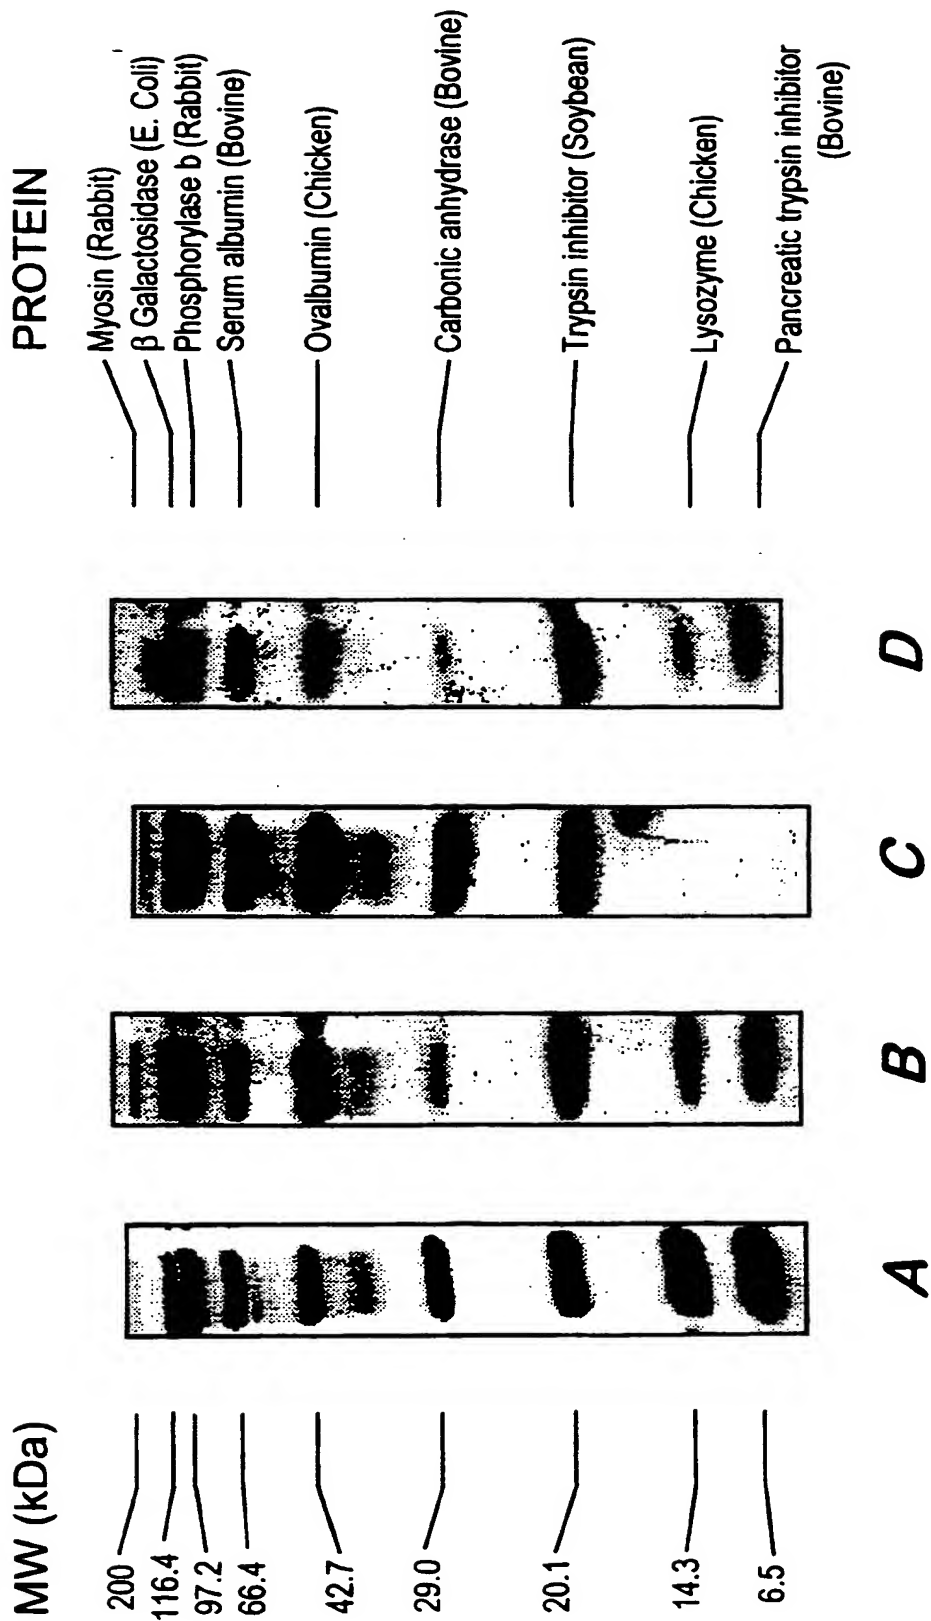 MW (kDa)
200
116.4
97.2
66.4
42.7
29.0
20.1
14.3
6.5
A
B
C
D
PROTEIN
Myosin (Rabbit)
β Galactosidase (E. Coli)
Phosphorylase b (Rabbit)
Serum albumin (Bovine)
Ovalbumin (Chicken)
Carbonic anhydrase (Bovine)
Trypsin inhibitor (Soybean)
Lysozyme (Chicken)
Pancreatic trypsin inhibitor
(Bovine)